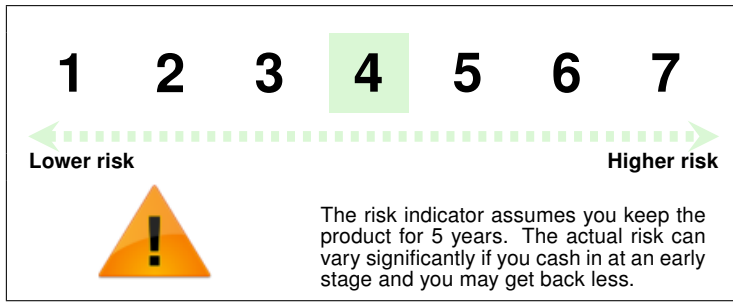 1 2 3 4 5 6 7
Lower risk Higher risk
The risk indicator assumes you keep the
product for 5 years. The actual risk can
vary significantly if you cash in at an early
stage and you may get back less.